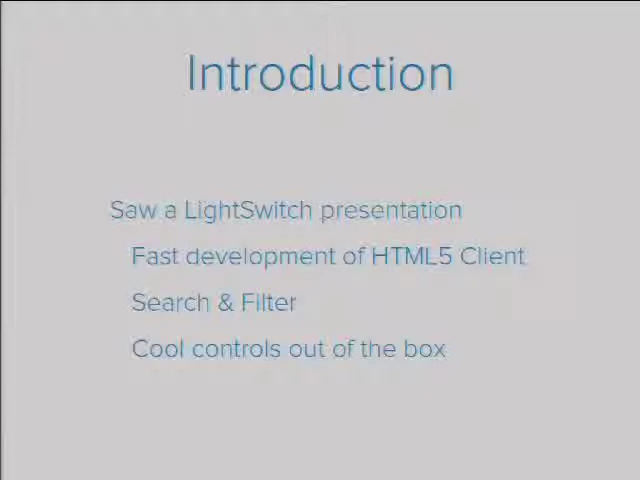 Introduction
Saw a LightSwitch presentation
Fast development of HTML5 Client
Search & Filter
Cool controls out of the box